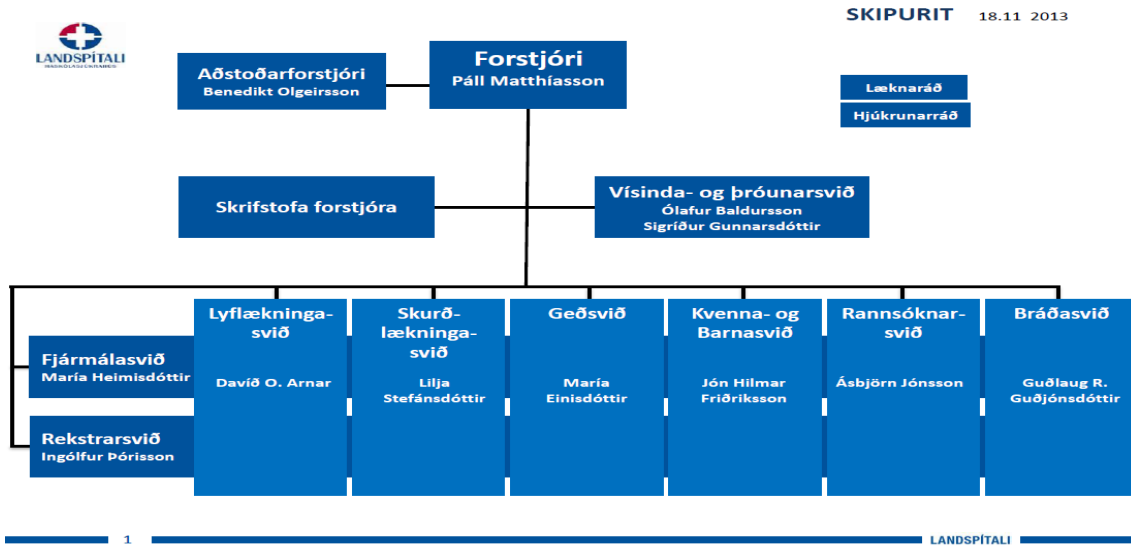 SKIPURIT 18.11 2013
LANDSPÍTALI
Forstjóri
Páll Matthíasson
Aðstoðarforstjóri
Benedikt Olgeirsson
Læknaráð
Hjúkrunarráð
Skrifstofa forstjóra
Vísinda- og þróunarsvið
Ólafur Baldursson
Sigríður Gunnarsdóttir
Lyflækninga-
svið
Davíð O. Arnar
Skurð-
lækninga-
svið
Lilja
Stefánsdóttir
Geðsvið
María
Einisdóttir
Kvenna- og
Barnasvið
Jón Hilmar
Friðriksson
Rannsóknar-
svið
Ásbjörn Jónsson
Bráðasvið
Guðlaug R.
Guðjónsdóttir
Fjármálasvið
María Heimisdóttir
Rekstrarsvið
Ingólfur Þórisson
1
LANDSPÍTALI